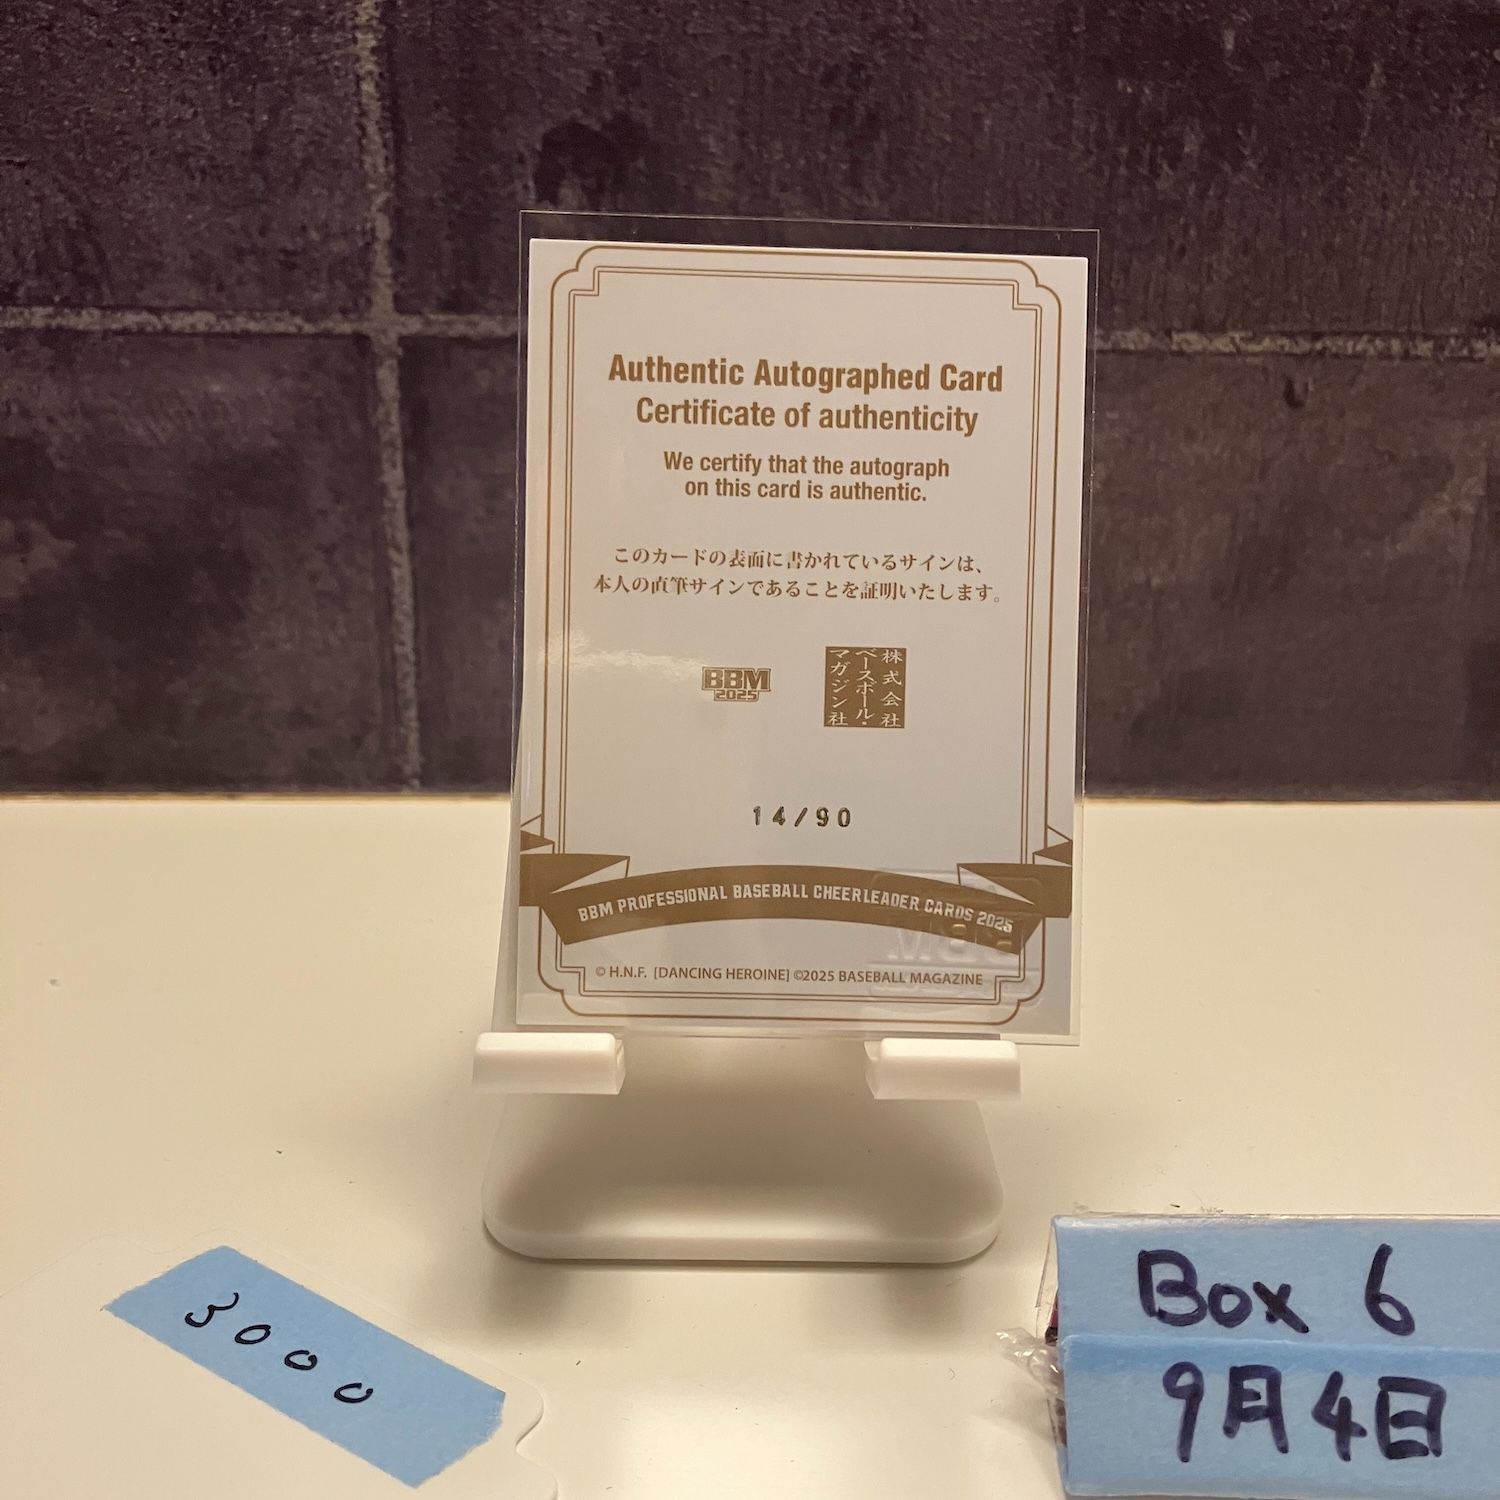 Authentic Autographed Card
Certificate of authenticity
We certify that the autograph
on this card is authentic.
このカードの表面に書かれているサインは、
本人の直筆サインであることを証明いたします。
BBM
2025
株式会社
ベースボール・
マガジン社
14/90
BBM PROFESSIONAL BASEBALL CHEERLEADER CARDS 2025
© H.N.F. [DANCING HEROINE] ©2025 BASEBALL MAGAZINE
3000
Box 6
9月4日